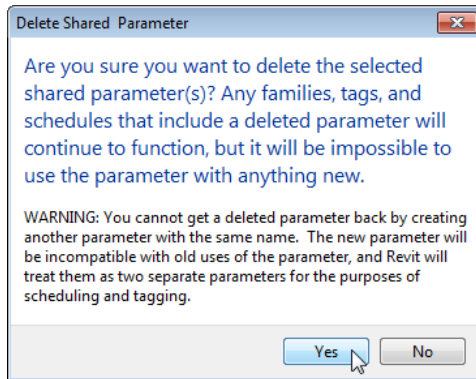 Delete Shared  Parameter
Are you sure you want to delete the selected
shared parameter(s)? Any families, tags, and
schedules that include a deleted parameter will
continue to function, but it will be impossible to
use the parameter with anything new.
WARNING: You cannot get a deleted parameter back by creating
another parameter with the same name.  The new parameter will
be incompatible with old uses of the parameter, and Revit will
treat them as two separate parameters for the purposes of
scheduling and tagging.
Yes
No